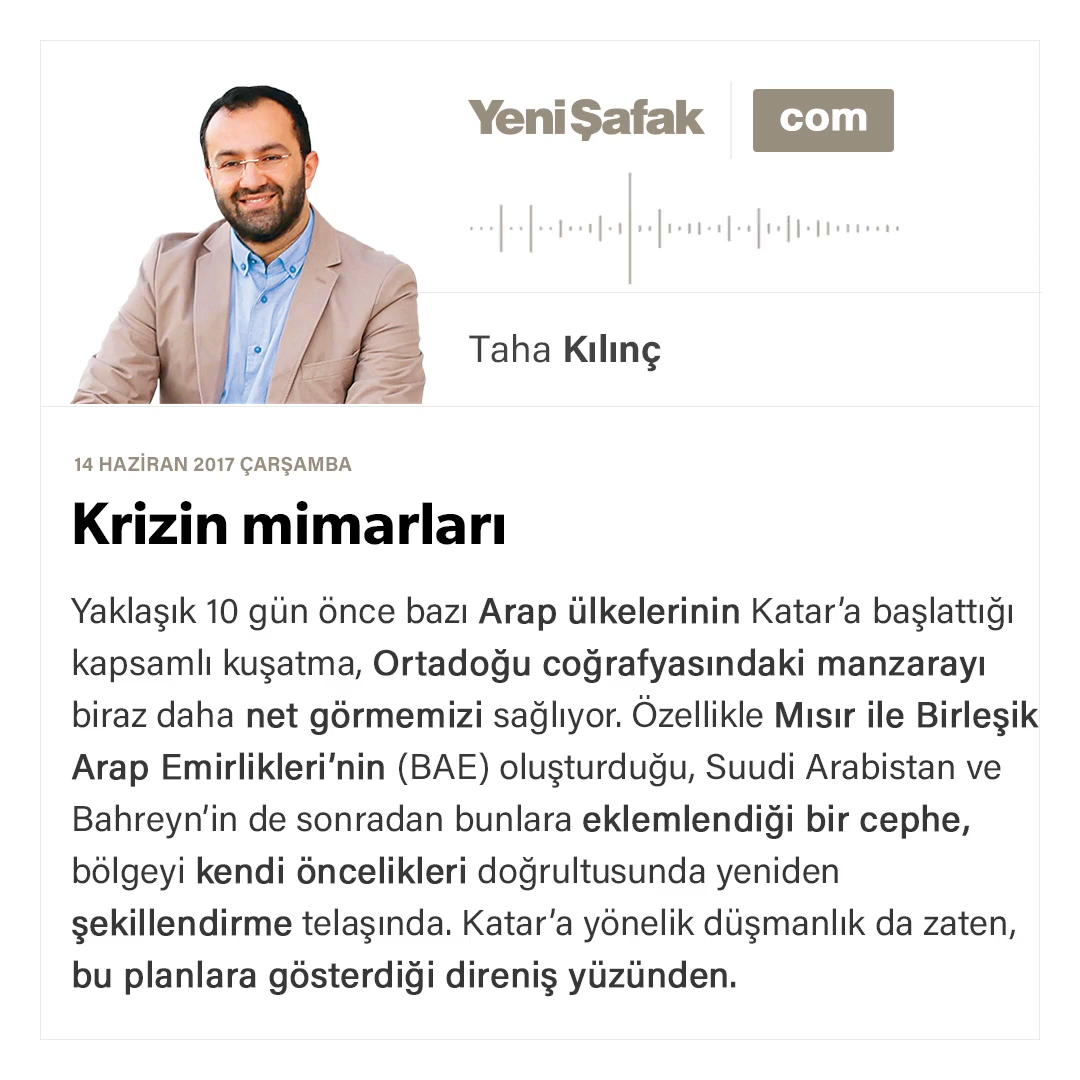 YeniŞafak com
Taha Kılınç
14 HAZİRAN 2017 ÇARŞAMBA
Krizin mimarları
Yaklaşık 10 gün önce bazı Arap ülkelerinin Katar’a başlattığı
kapsamlı kuşatma, Ortadoğu coğrafyasındaki manzarayı
biraz daha net görmemizi sağlıyor. Özellikle Mısır ile Birleşik
Arap Emirlikleri’nin (BAE) oluşturduğu, Suudi Arabistan ve
Bahreyn’in de sonradan bunlara eklemlendiği bir cephe,
bölgeyi kendi öncelikleri doğrultusunda yeniden
şekillendirme telaşında. Katar’a yönelik düşmanlık da zaten,
bu planlara gösterdiği direniş yüzünden.